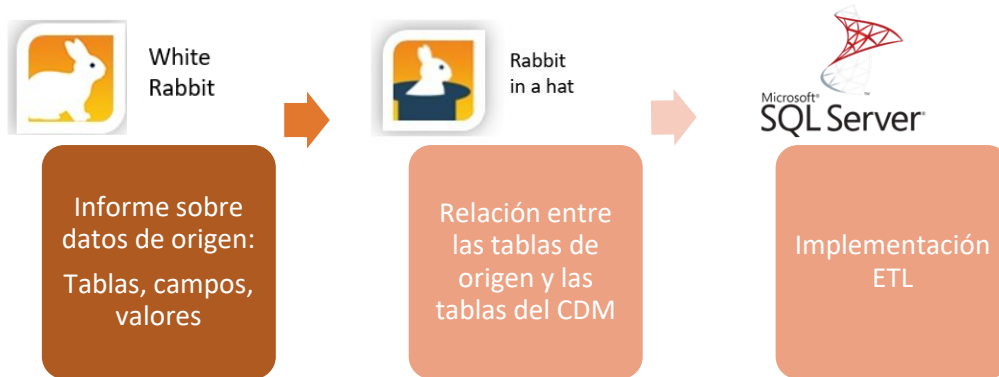 White
Rabbit
Rabbit
in a hat
Microsoft®
SQL Server®
Informe sobre
datos de origen:
Tablas, campos,
valores
Relación entre
las tablas de
origen y las
tablas del CDM
Implementación
ETL